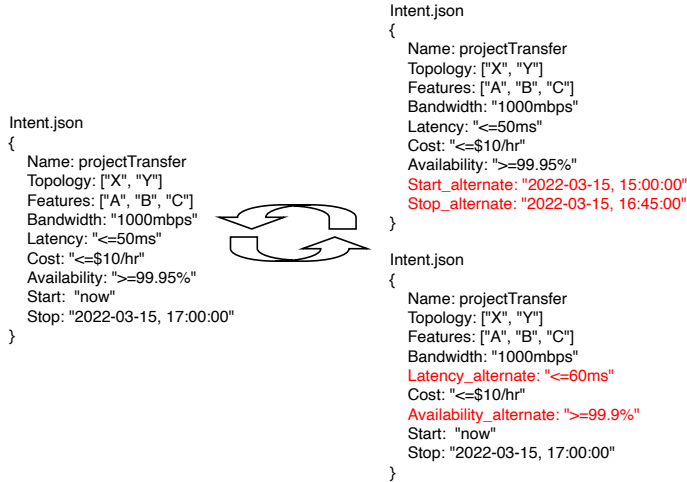 Intent.json
{
Name: projectTransfer
Topology: ["X", "Y"]
Features: ["A", "B", "C"]
Bandwidth: "1000mbps"
Latency: "<=50ms"
Cost: "<=$10/hr"
Availability: ">=99.95%"
Start:  "now"
Stop: "2022-03-15, 17:00:00"
}
Intent.json
{
Name: projectTransfer
Topology: ["X", "Y"]
Features: ["A", "B", "C"]
Bandwidth: "1000mbps"
Latency: "<=50ms"
Cost: "<=$10/hr"
Availability: ">=99.95%"
Start_alternate: "2022-03-15, 15:00:00"
Stop_alternate: "2022-03-15, 16:45:00"
}
Intent.json
{
Name: projectTransfer
Topology: ["X", "Y"]
Features: ["A", "B", "C"]
Bandwidth: "1000mbps"
Latency_alternate: "<=60ms"
Cost: "<=$10/hr"
Availability_alternate: ">=99.9%"
Start:  "now"
Stop: "2022-03-15, 17:00:00"
}